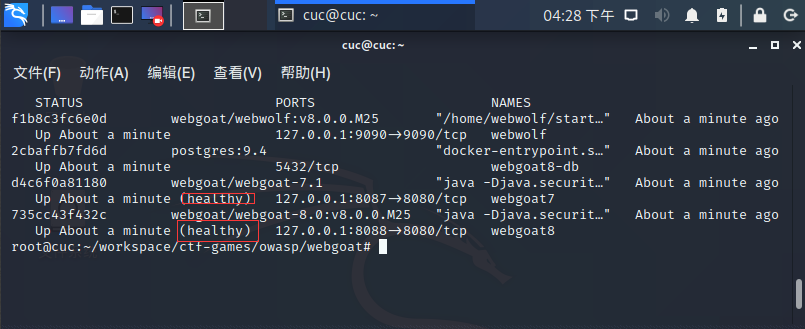 cuc@cuc: ~
04:28 下午
cuc@cuc: ~
文件(F) 动作(A) 编辑(E) 查看(V) 帮助(H)
STATUS PORTS NAMES
f1b8c3fc6e0d webgoat/webwolf:v8.0.0.M25 "/home/webwolf/start…" About a minute ago
Up About a minute 127.0.0.1:9090→9090/tcp webwolf
2cbaffb7fd6d postgres:9.4 "docker-entrypoint.s…" About a minute ago
Up About a minute 5432/tcp webgoat8-db
d4c6f0a81180 webgoat/webgoat-7.1 "java -Djava.securit…" About a minute ago
Up About a minute (healthy) 127.0.0.1:8087→8080/tcp webgoat7
735cc43f432c webgoat/webgoat-8.0:v8.0.0.M25 "java -Djava.securit…" About a minute ago
Up About a minute (healthy) 127.0.0.1:8088→8080/tcp webgoat8
root@cuc:~/workspace/ctf-games/owasp/webgoat#